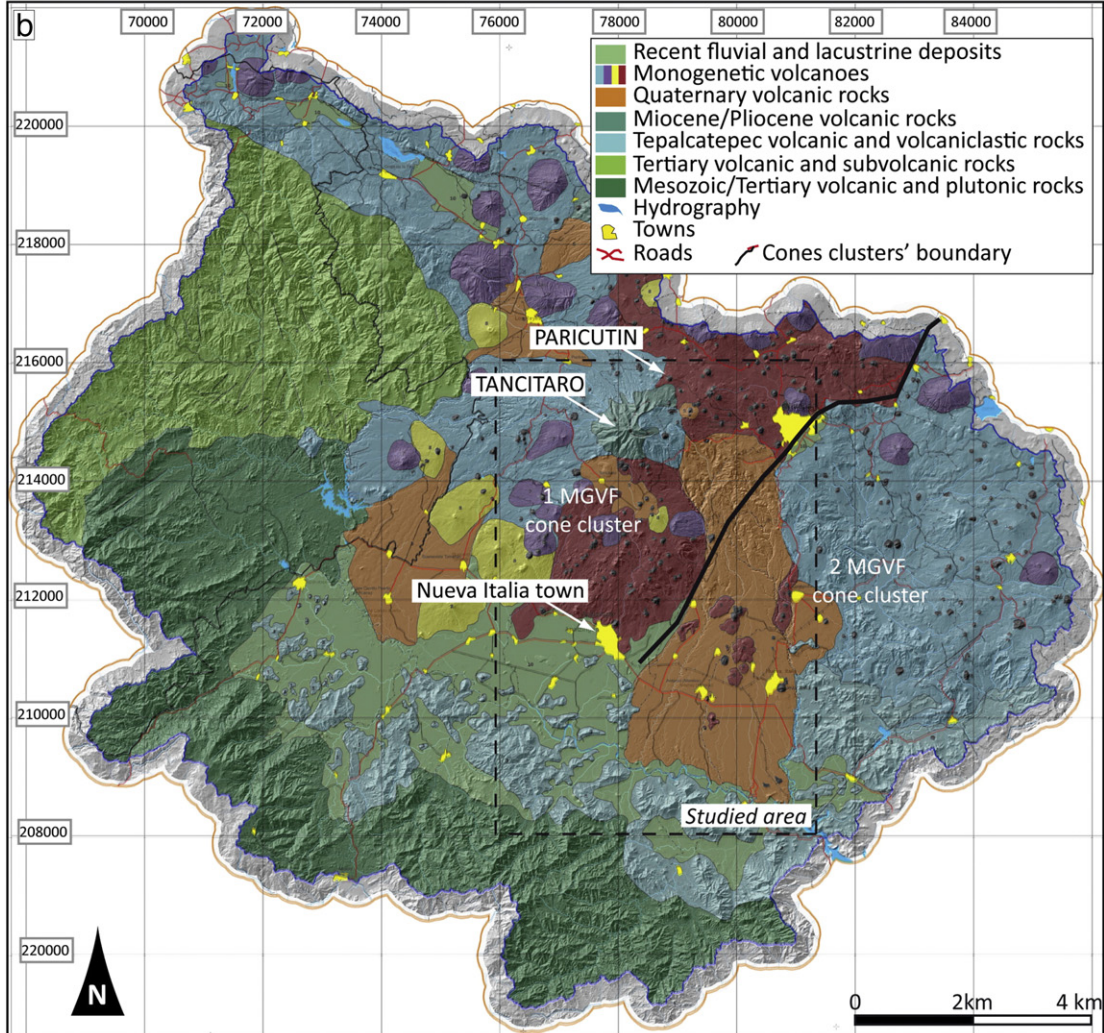 b
70000 72000 74000 76000 78000 80000 82000 84000
Recent fluvial and lacustrine deposits
Monogenetic volcanoes
Quaternary volcanic rocks
Miocene/Pliocene volcanic rocks
Tepalcatepec volcanic and volcaniclastic rocks
Tertiary volcanic and subvolcanic rocks
Mesozoic/Tertiary volcanic and plutonic rocks
Hydrography
Towns
Roads Cones clusters' boundary
220000
218000
216000
214000
212000
210000
208000
220000
PARICUTIN
TANCITARO
1 MGVF
cone cluster
2 MGVF
cone cluster
Nueva Italia town
Studied area
N
0 2km 4 km